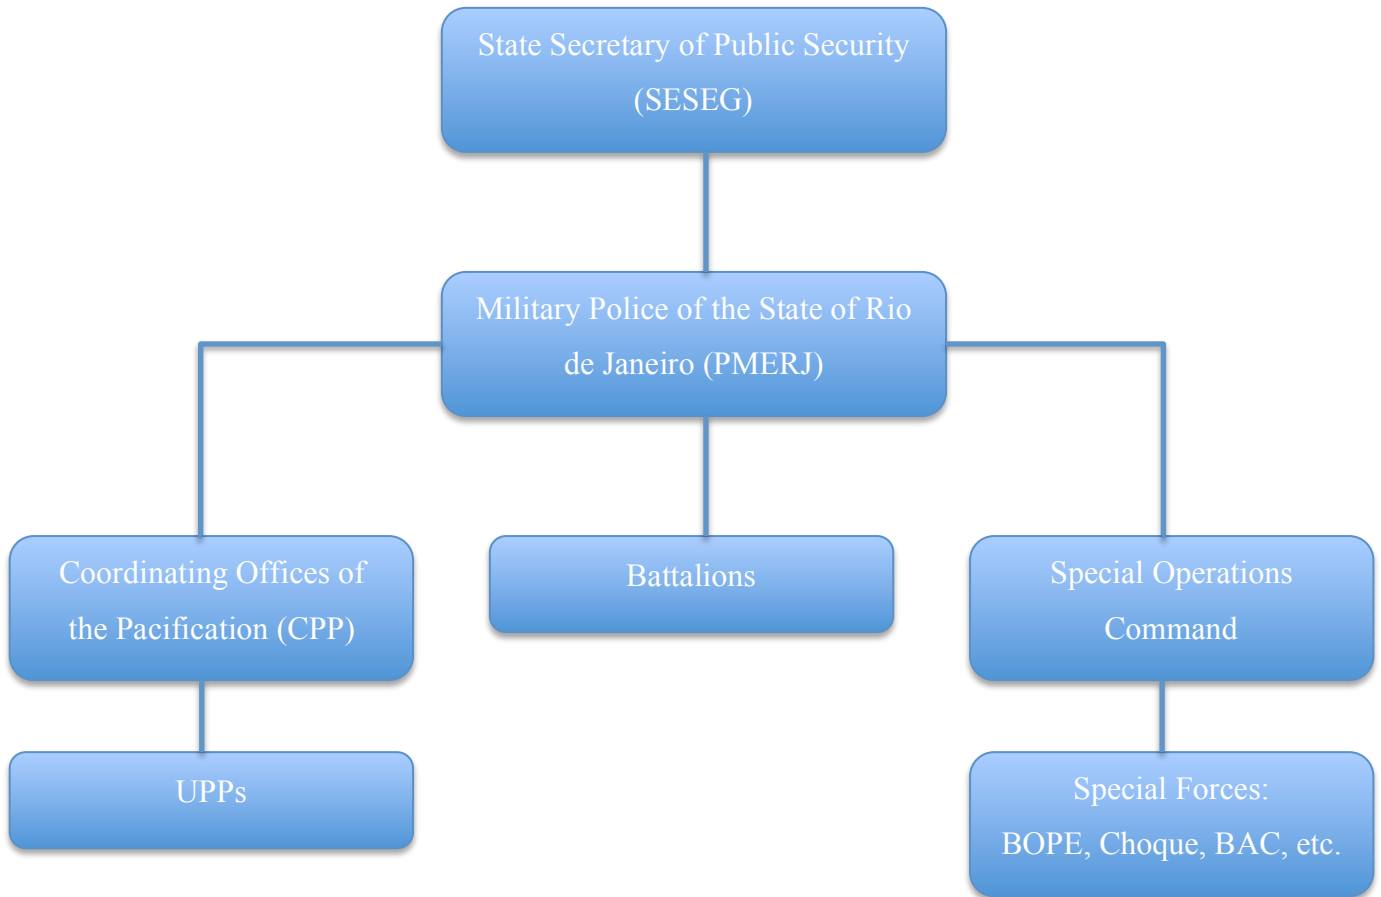 State Secretary of Public Security
(SESEG)
Military Police of the State of Rio
de Janeiro (PMERJ)
Coordinating Offices of
the Pacification (CPP)
Battalions
Special Operations
Command
UPPs
Special Forces:
BOPE, Choque, BAC, etc.